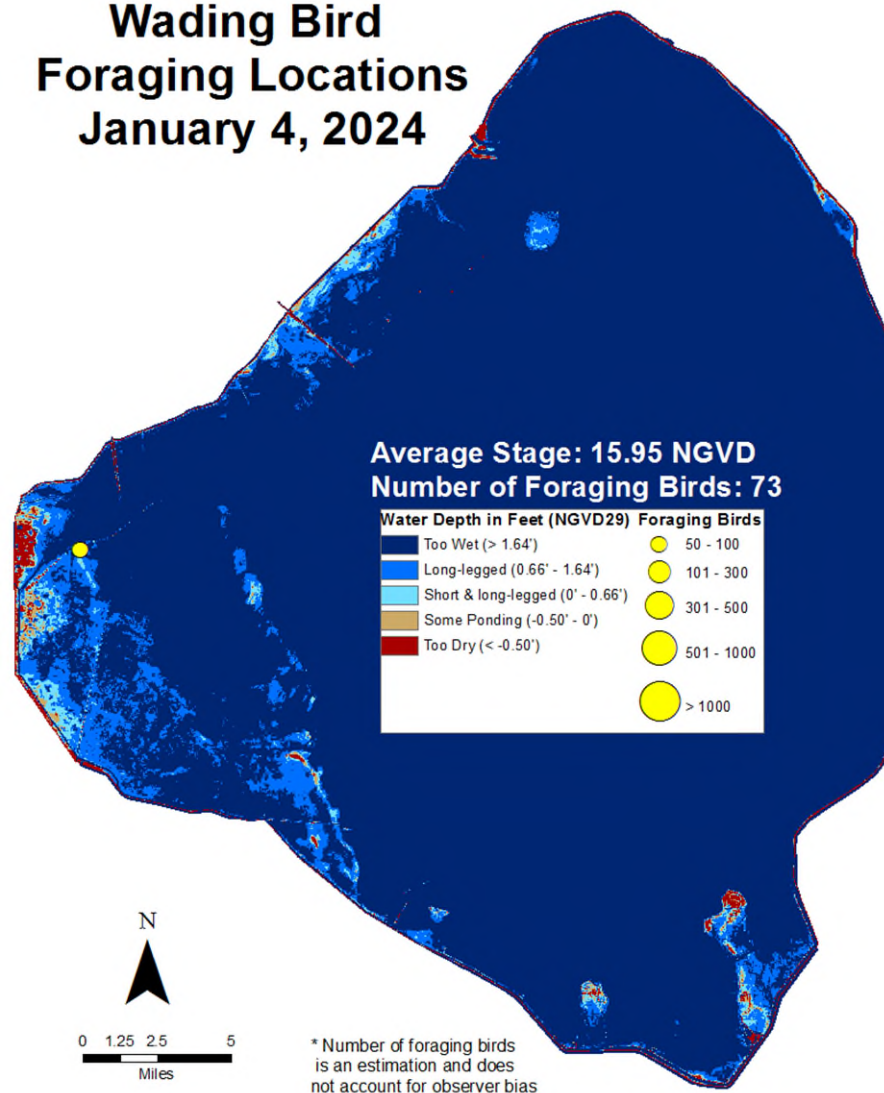 Wading Bird
Foraging Locations
January 4, 2024
Average Stage: 15.95 NGVD
Number of Foraging Birds: 73
Water Depth in Feet (NGVD29) Foraging Birds
Too Wet (> 1.64') 50 - 100
Long-legged (0.66' - 1.64') 101 - 300
Short & long-legged (0' - 0.66') 301 - 500
Some Ponding (-0.50' - 0')
Too Dry (< -0.50') 501 - 1000
> 1000
N
0 1.25 2.5 5
Miles
* Number of foraging birds
is an estimation and does
not account for observer bias